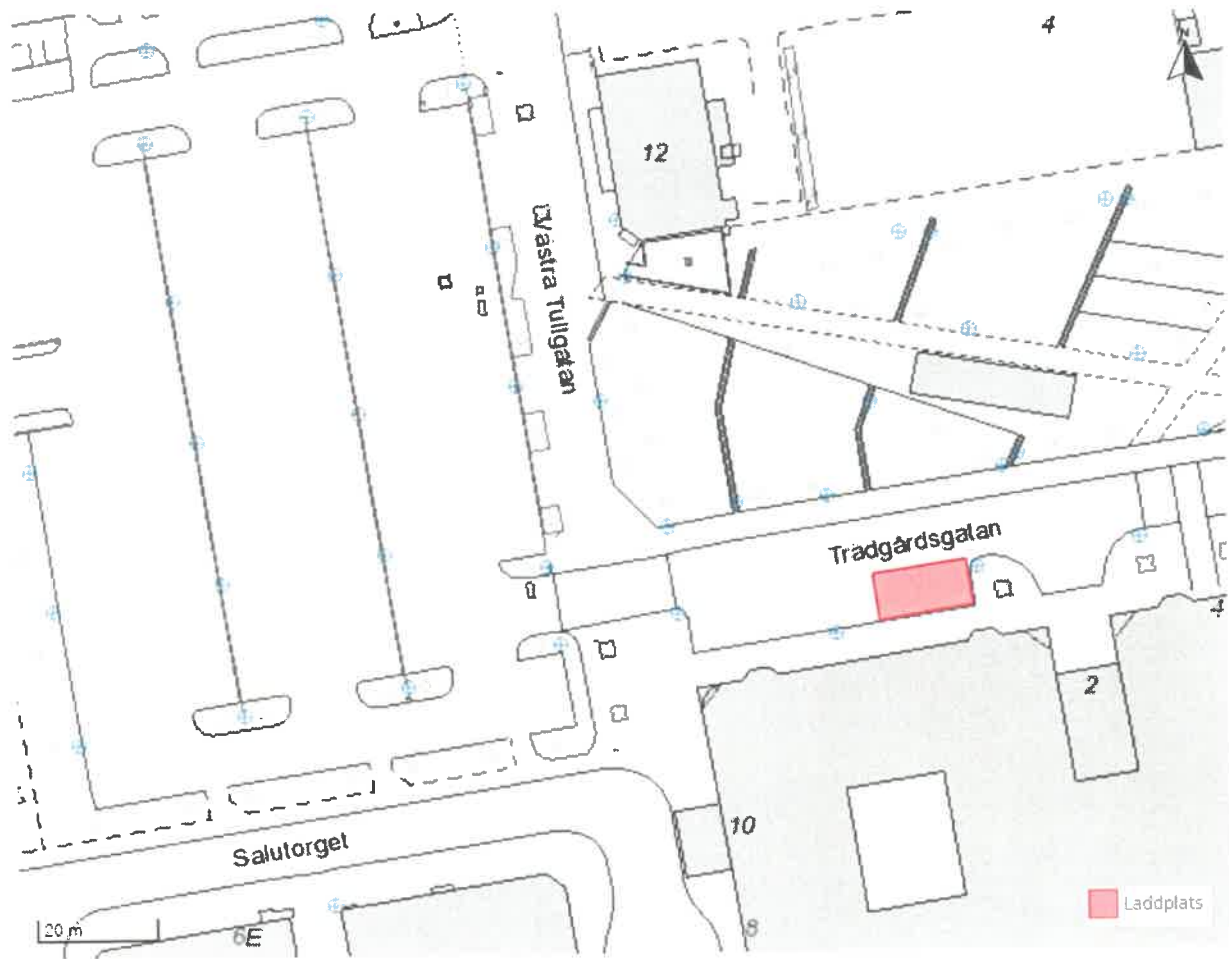 4
N
12
Västra Tullgatan
Trädgårdsgatan
4
2
10
Salutorget
Laddplats
20 m
6E
8